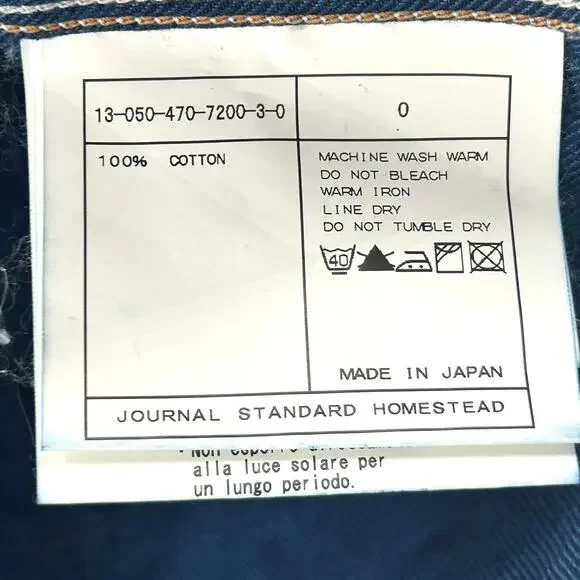 13-050-470-7200-3-0
0
100% COTTON
MACHINE WASH WARM
DO NOT BLEACH
WARM IRON
LINE DRY
DO NOT TUMBLE DRY
40
MADE IN JAPAN
JOURNAL STANDARD HOMESTEAD
· Non
alla luce solare per
un lungo periodo.